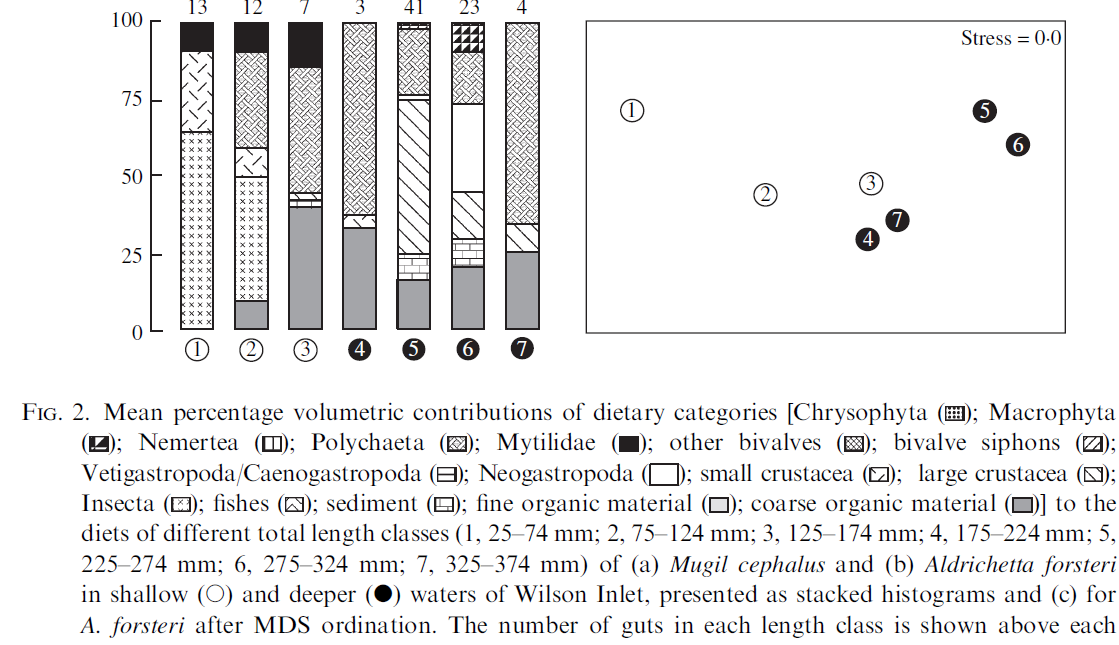 13 12 7 3 41 23 4
100
75
50
25
0
1 2 3 4 5 6 7
Stress = 0·0
1
5
6
2
3
7
4
FIG. 2. Mean percentage volumetric contributions of dietary categories [Chrysophyta (); Macrophyta
(); Nemertea (); Polychaeta (); Mytilidae (); other bivalves (); bivalve siphons ();
Vetigastropoda/Caenogastropoda (); Neogastropoda (); small crustacea (); large crustacea ();
Insecta (); fishes (); sediment (); fine organic material (); coarse organic material ()] to the
diets of different total length classes (1, 25–74 mm; 2, 75–124 mm; 3, 125–174 mm; 4, 175–224 mm; 5,
225–274 mm; 6, 275–324 mm; 7, 325–374 mm) of (a) Mugil cephalus and (b) Aldrichetta forsteri
in shallow (○) and deeper (●) waters of Wilson Inlet, presented as stacked histograms and (c) for
A. forsteri after MDS ordination. The number of guts in each length class is shown above each